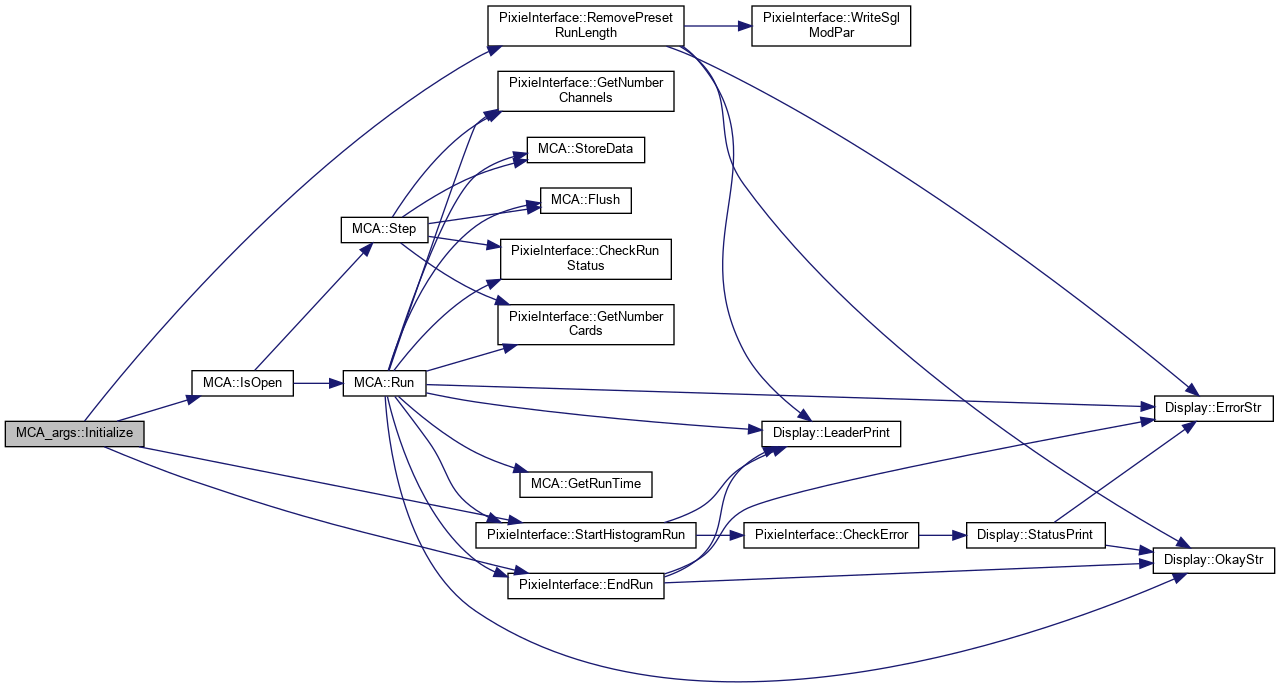 PixieInterface::RemovePreset
RunLength
PixieInterface::WriteSgl
ModPar
PixieInterface::GetNumber
Channels
MCA::StoreData
MCA::Flush
MCA::Step
PixieInterface::CheckRun
Status
PixieInterface::GetNumber
Cards
MCA::IsOpen
MCA::Run
Display::ErrorStr
MCA_args::Initialize
Display::LeaderPrint
MCA::GetRunTime
PixieInterface::StartHistogramRun
PixieInterface::CheckError
Display::StatusPrint
Display::OkayStr
PixieInterface::EndRun